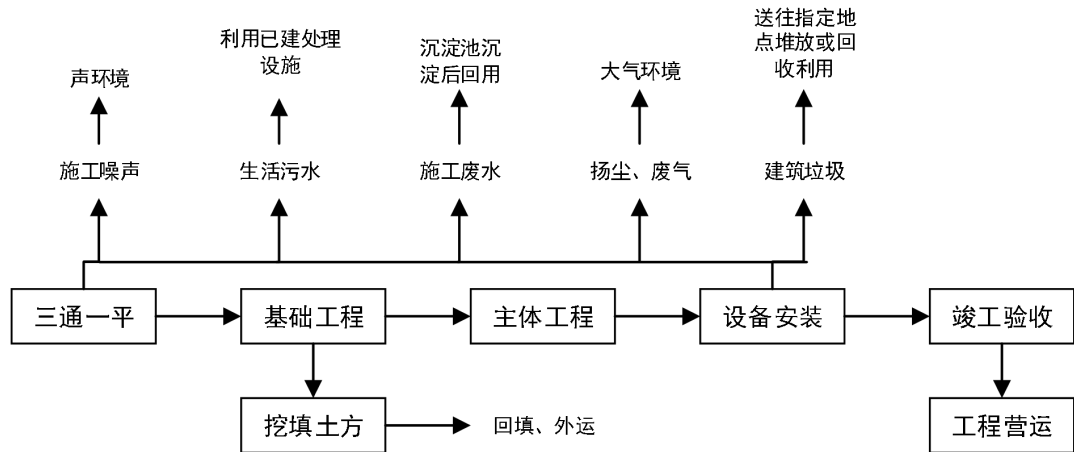 声环境
利用已建处理
设施
沉淀池沉
淀后回用
大气环境
送往指定地
点堆放或回
收利用
施工噪声
生活污水
施工废水
扬尘、废气
建筑垃圾
三通一平
基础工程
主体工程
设备安装
竣工验收
挖填土方
回填、外运
工程营运